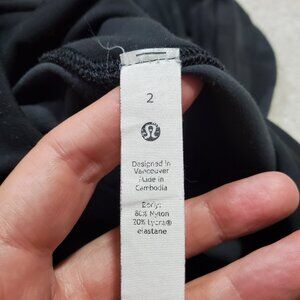 2
Designed in
Vancouver
Made in
Cambodia
Body:
80% Nylon
20% Lycra®
elastane